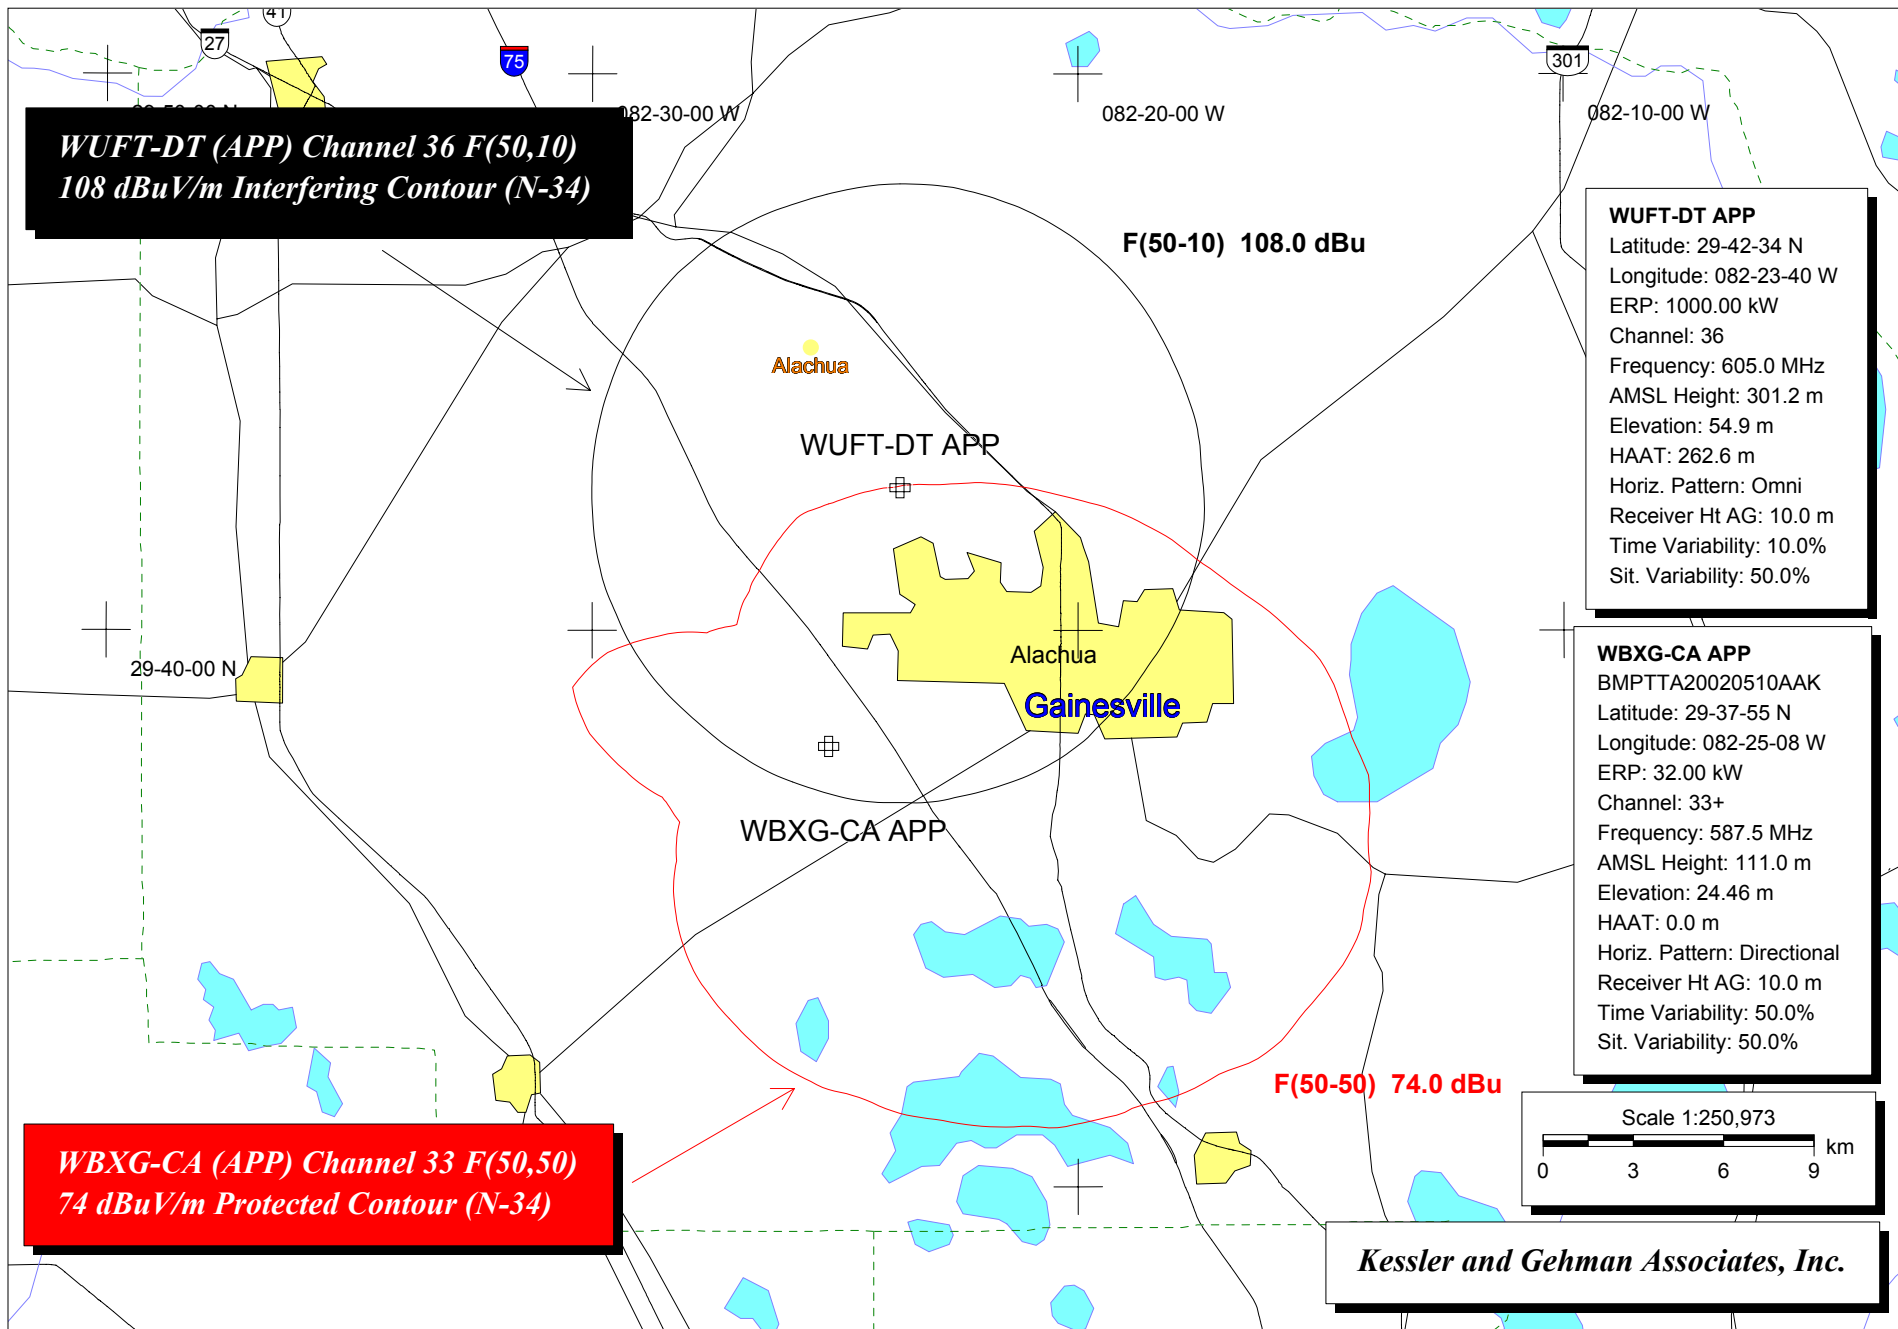 41
27
75
301
082-30-00 W
082-20-00 W
082-10-00 W
WUFT-DT (APP) Channel 36 F(50,10)
108 dBuV/m Interfering Contour (N-34)
F(50-10) 108.0 dBu
WUFT-DT APP
Latitude: 29-42-34 N
Longitude: 082-23-40 W
ERP: 1000.00 kW
Channel: 36
Frequency: 605.0 MHz
AMSL Height: 301.2 m
Elevation: 54.9 m
HAAT: 262.6 m
Horiz. Pattern: Omni
Receiver Ht AG: 10.0 m
Time Variability: 10.0%
Sit. Variability: 50.0%
Alachua
WUFT-DT APP
29-40-00 N
Alachua
Gainesville
WBXG-CA APP
WBXG-CA APP
BMPTTA20020510AAK
Latitude: 29-37-55 N
Longitude: 082-25-08 W
ERP: 32.00 kW
Channel: 33+
Frequency: 587.5 MHz
AMSL Height: 111.0 m
Elevation: 24.46 m
HAAT: 0.0 m
Horiz. Pattern: Directional
Receiver Ht AG: 10.0 m
Time Variability: 50.0%
Sit. Variability: 50.0%
F(50-50) 74.0 dBu
WBXG-CA (APP) Channel 33 F(50,50)
74 dBuV/m Protected Contour (N-34)
Scale 1:250,973
km
0 3 6 9
Kessler and Gehman Associates, Inc.